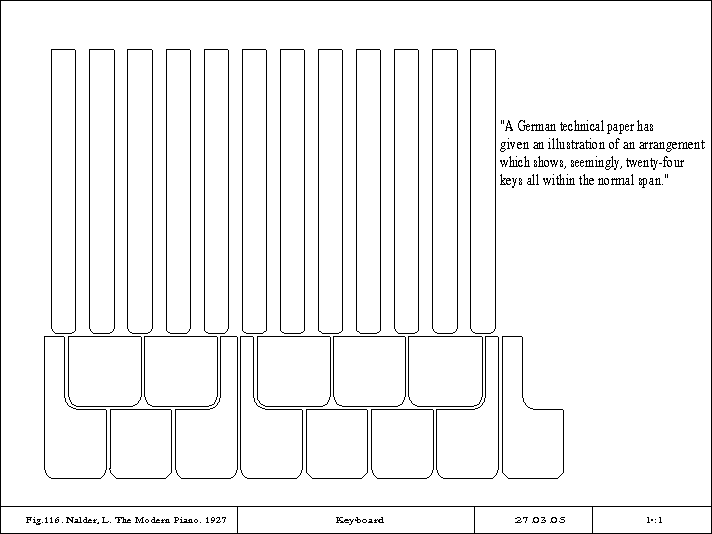 "A German technical paper has
given an illustration of an arrangement
which shows, seemingly, twenty-four
keys all within the normal span."
Fig.116. Nalder, L. The Modern Piano. 1927
Keyboard
27.03.05
1:1